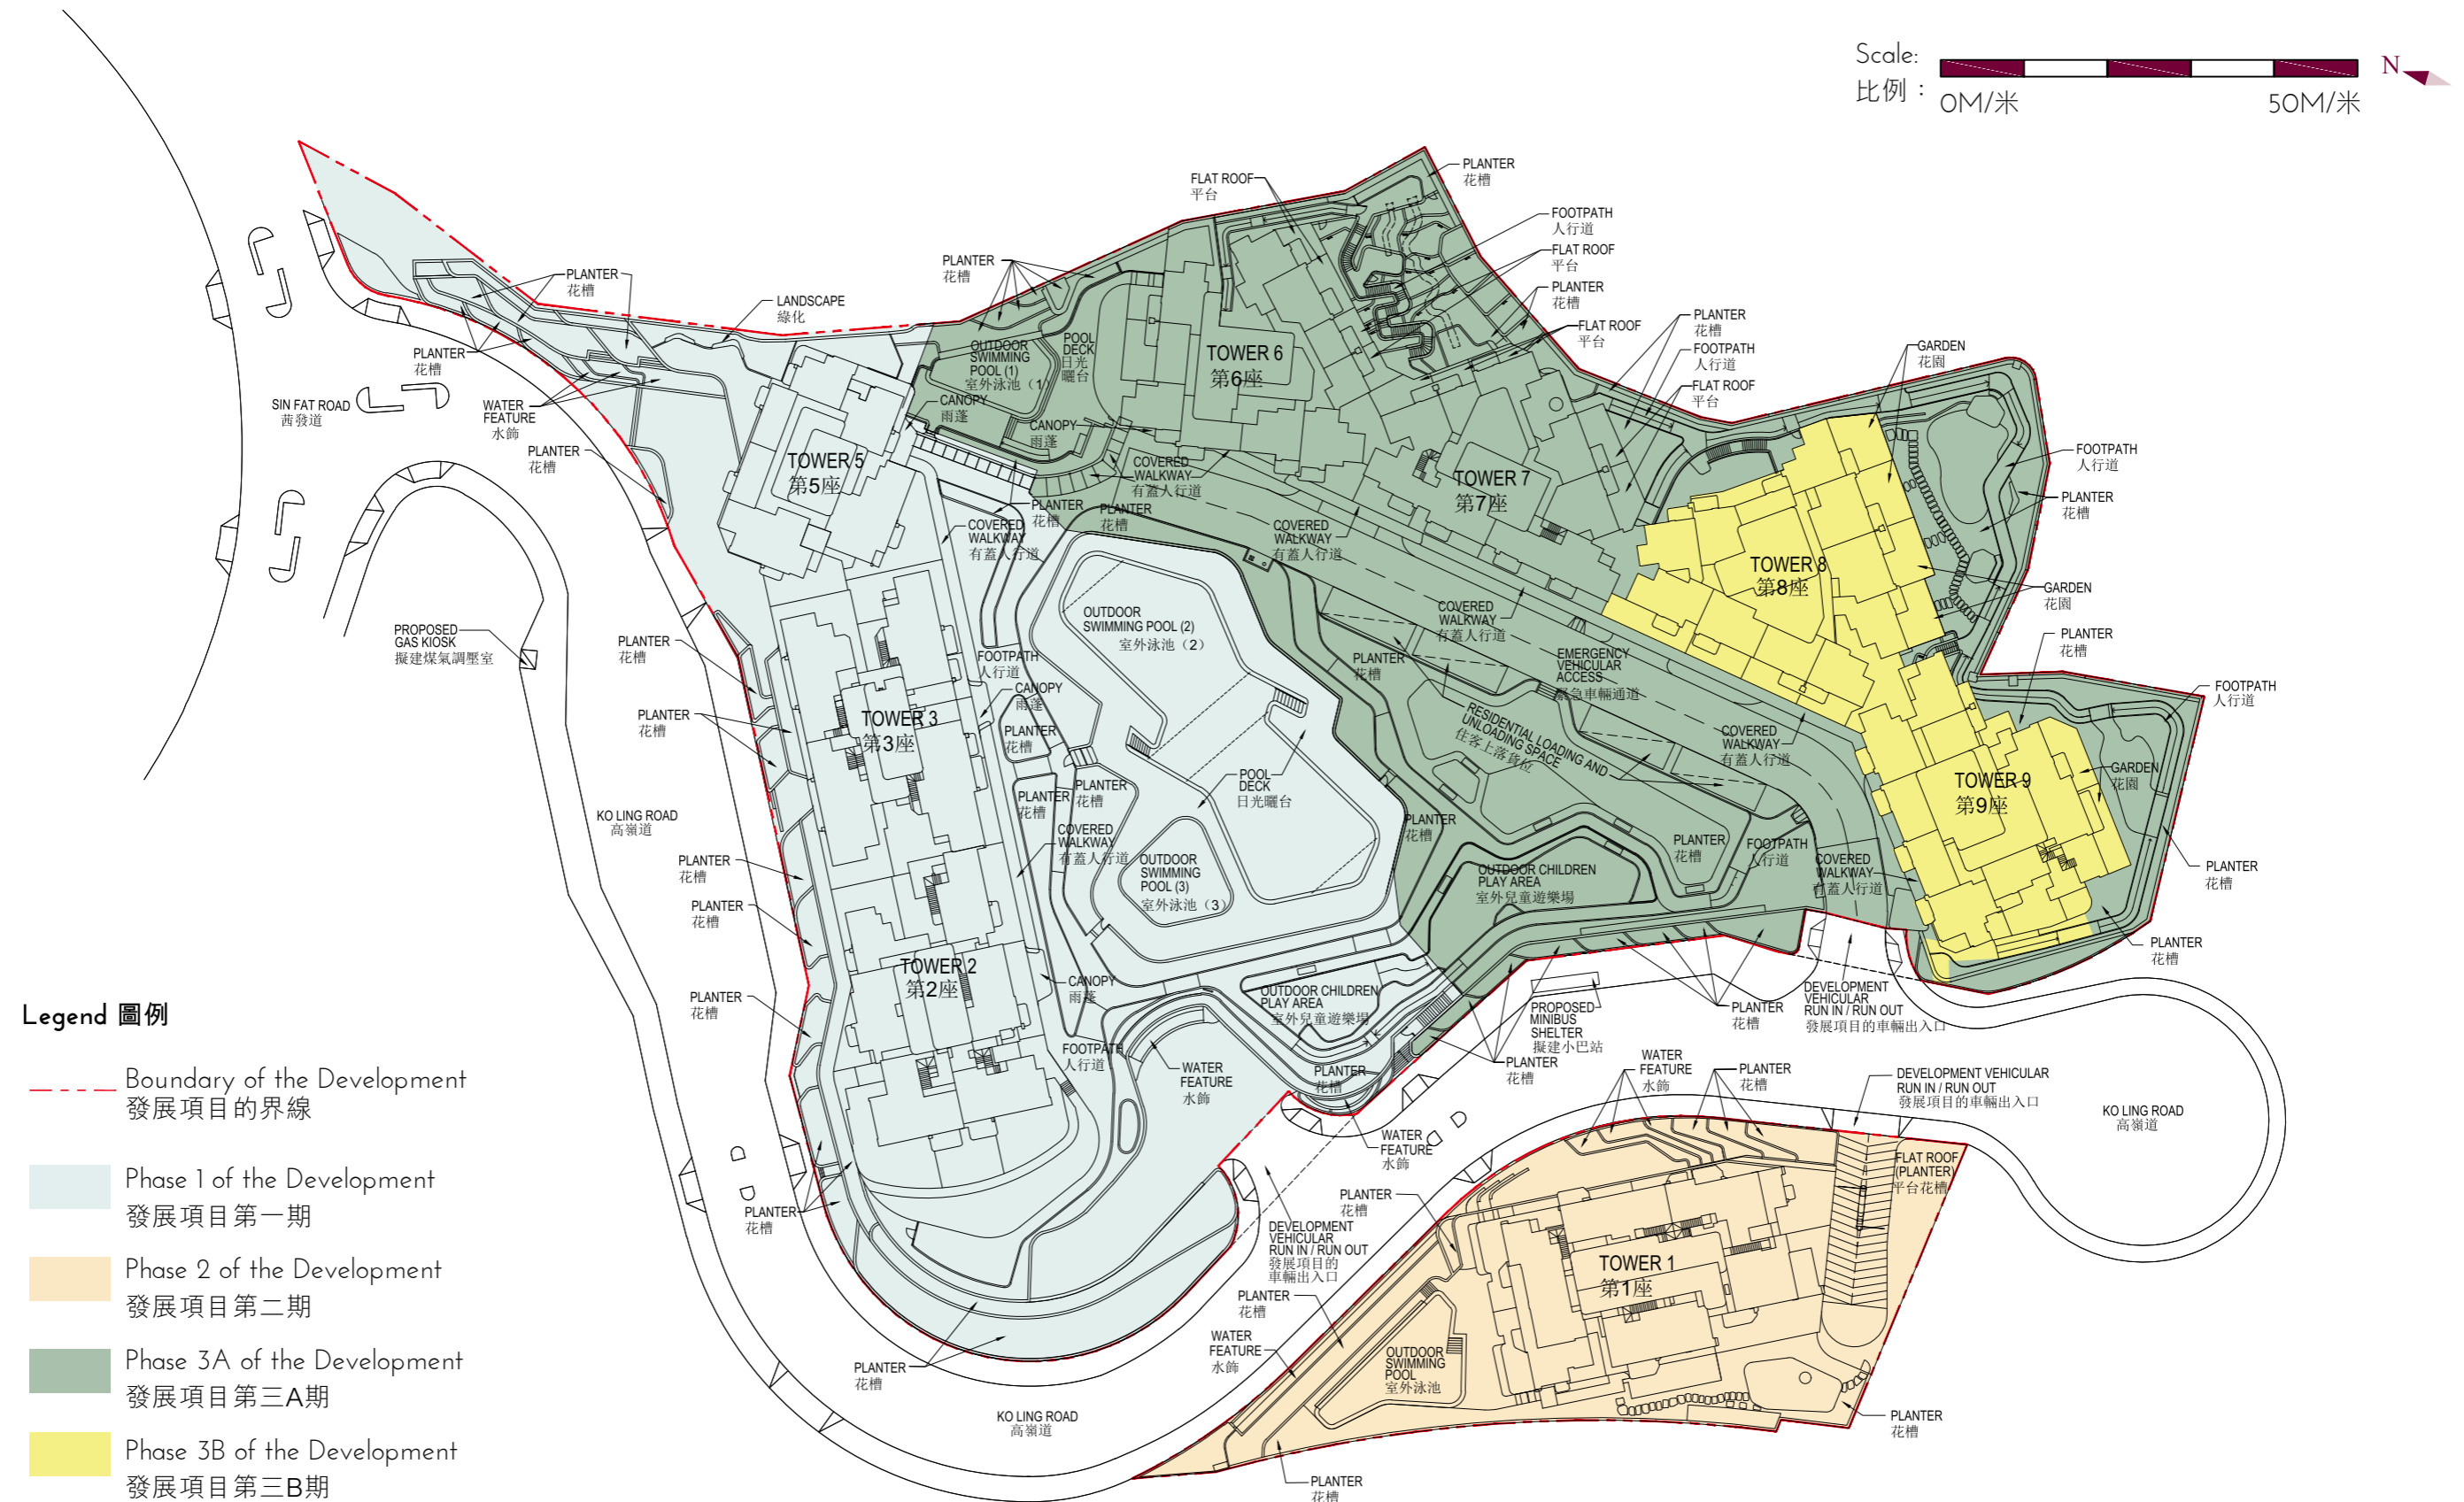 Scale:
比例：
0M/米
50M/米
N
PLANTER
花槽
FLAT ROOF
平台
FOOTPATH
人行道
FLAT ROOF
平台
PLANTER
花槽
FLAT ROOF
平台
PLANTER
花槽
FOOTPATH
人行道
FLAT ROOF
平台
GARDEN
花園
FOOTPATH
人行道
PLANTER
花槽
GARDEN
花園
PLANTER
花槽
FOOTPATH
人行道
PLANTER
花槽
PLANTER
花槽
LANDSCAPE
綠化
PLANTER
花槽
PLANTER
花槽
WATER
FEATURE
水飾
PLANTER
花槽
SIN FAT ROAD
茜發道
OUTDOOR
SWIMMING
POOL (1)
室外泳池（1）
POOL
DECK
日光
曬台
CANOPY
雨蓬
CANOPY
雨蓬
TOWER 6
第6座
TOWER 5
第5座
TOWER 7
第7座
COVERED
WALKWAY
有蓋人行道
PLANTER
花槽
PLANTER
花槽
COVERED
WALKWAY
有蓋人行道
COVERED
WALKWAY
有蓋人行道
TOWER 8
第8座
OUTDOOR
SWIMMING POOL (2)
室外泳池（2）
COVERED
WALKWAY
有蓋人行道
PROPOSED
GAS KIOSK
擬建煤氣調壓室
PLANTER
花槽
FOOTPATH
人行道
CANOPY
雨蓬
PLANTER
花槽
EMERGENCY
VEHICULAR
ACCESS
緊急車輛通道
PLANTER
花槽
TOWER 3
第3座
PLANTER
花槽
RESIDENTIAL LOADING AND
UNLOADING SPACE
住客上落貨位
COVERED
WALKWAY
有蓋人行道
POOL
DECK
日光曬台
PLANTER
花槽
PLANTER
花槽
TOWER 9
第9座
GARDEN
花園
KO LING ROAD
高嶺道
COVERED
WALKWAY
有蓋人行道
OUTDOOR
SWIMMING
POOL (3)
室外泳池（3）
PLANTER
花槽
PLANTER
花槽
FOOTPATH
人行道
COVERED
WALKWAY
有蓋人行道
OUTDOOR CHILDREN
PLAY AREA
室外兒童遊樂場
PLANTER
花槽
PLANTER
花槽
PLANTER
花槽
TOWER 2
第2座
CANOPY
雨蓬
OUTDOOR CHILDREN
PLAY AREA
室外兒童遊樂場
PLANTER
花槽
PROPOSED
MINIBUS
SHELTER
擬建小巴站
PLANTER
花槽
DEVELOPMENT
VEHICULAR
RUN IN / RUN OUT
發展項目的車輛出入口
FOOTPATH
人行道
WATER
FEATURE
水飾
PLANTER
花槽
PLANTER
花槽
WATER
FEATURE
水飾
WATER
FEATURE
水飾
PLANTER
花槽
DEVELOPMENT VEHICULAR
RUN IN / RUN OUT
發展項目的車輛出入口
KO LING ROAD
高嶺道
FLAT ROOF
(PLANTER)
平台花槽
PLANTER
花槽
PLANTER
花槽
DEVELOPMENT
VEHICULAR
RUN IN / RUN OUT
發展項目的
車輛出入口
TOWER 1
第1座
PLANTER
花槽
WATER
FEATURE
水飾
OUTDOOR
SWIMMING
POOL
室外泳池
PLANTER
花槽
KO LING ROAD
高嶺道
PLANTER
花槽
PLANTER
花槽
Legend 圖例
Boundary of the Development
發展項目的界線
Phase 1 of the Development
發展項目第一期
Phase 2 of the Development
發展項目第二期
Phase 3A of the Development
發展項目第三A期
Phase 3B of the Development
發展項目第三B期